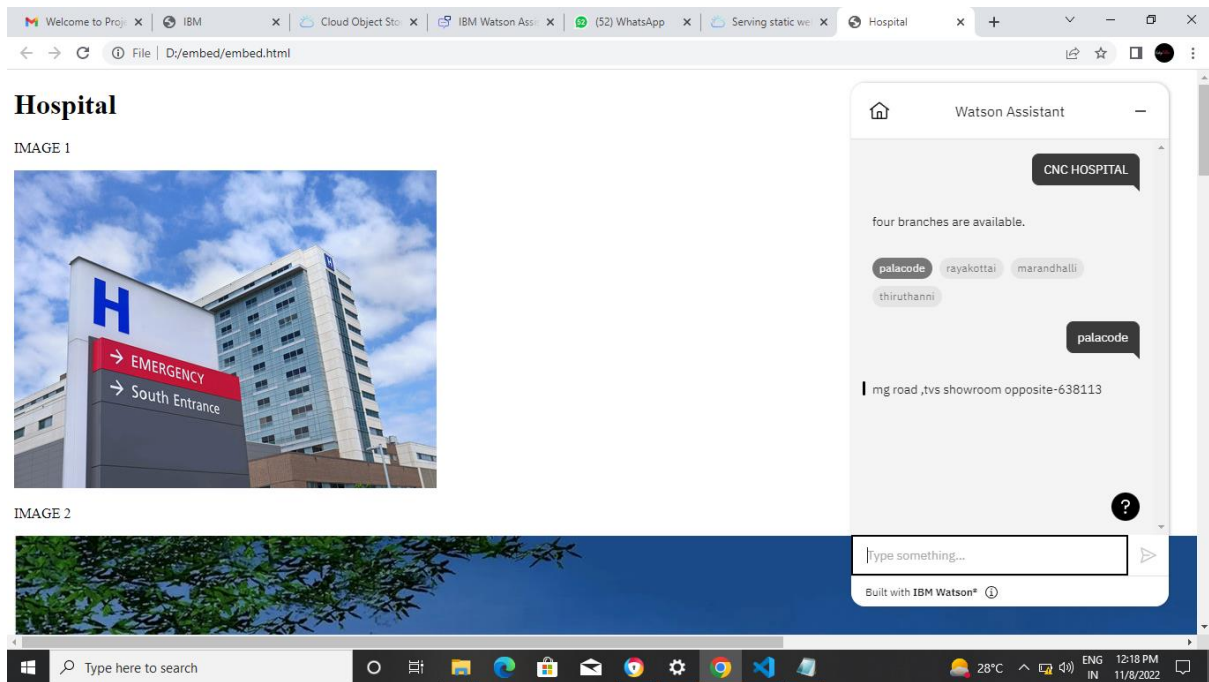 Welcome to Proj
IBM
Cloud Object Sto
IBM Watson Assi
(52) WhatsApp
Serving static we
Hospital
File D:/embed/embed.html
Hospital
IMAGE 1
H
H
→ EMERGENCY
→ South Entrance
IMAGE 2
Watson Assistant
CNC HOSPITAL
four branches are available.
palacode rayakottai marandhalli
thiruthanni
palacode
mg road ,tvs showroom opposite-638113
?
Type something...
Built with IBM Watson®
Type here to search
28°C
ENG
IN
12:18 PM
11/8/2022